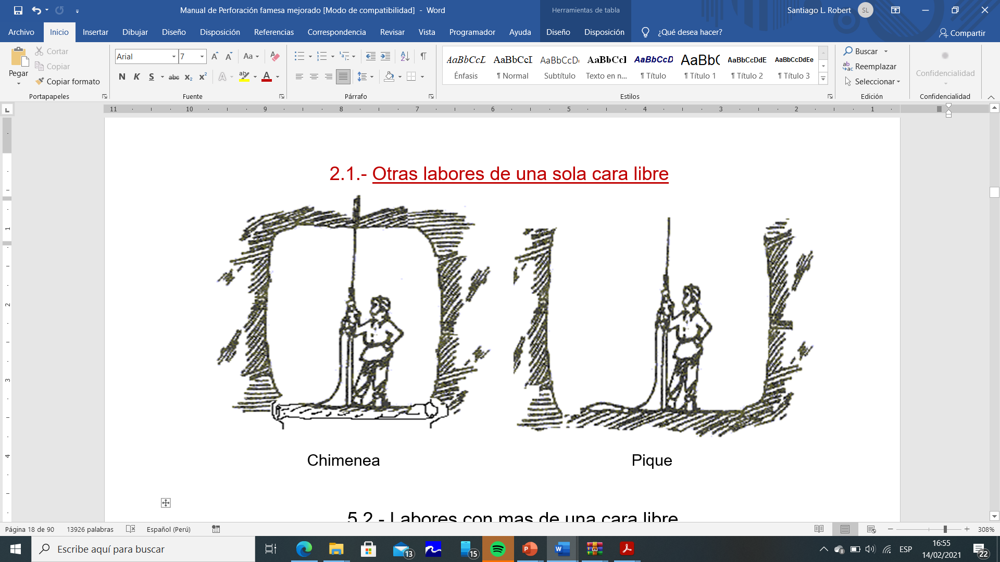 Manual de Perforación famesa mejorado [Modo de compatibilidad] - Word
Herramientas de tabla
Santiago L. Robert
SL
Archivo Inicio Insertar Dibujar Diseño Disposición Referencias Correspondencia Revisar Vista Programador Ayuda Diseño Disposición ¿Qué desea hacer? Compartir
Pegar
Cortar
Copiar
Copiar formato
Portapapeles
Arial 7
N K S abc x₂ x²
Aa
A A
Fuente
Párrafo
AaBbCcL AaBbCcI AaBbCcDc AaBbCcI AaBbCcD AaBbC AaBbCcDdE AaBbCcDdEe
Énfasis ¶ Normal Subtítulo Texto en n... ¶ Título ¶ Título 1 ¶ Título 2 ¶ Título 3
Estilos
Buscar
Reemplazar
Seleccionar
Edición
Confidencialidad
Confidencialidad
11 10 9 8 7 6 5 4 3 2 1
1
2
3
4
2.1.- Otras labores de una sola cara libre
Chimenea Pique
5.2.- Labores con mas de una cara libre
Página 18 de 90 13926 palabras Español (Perú) 308%
Escribe aquí para buscar
13
15
ESP
16:55
14/02/2021
22